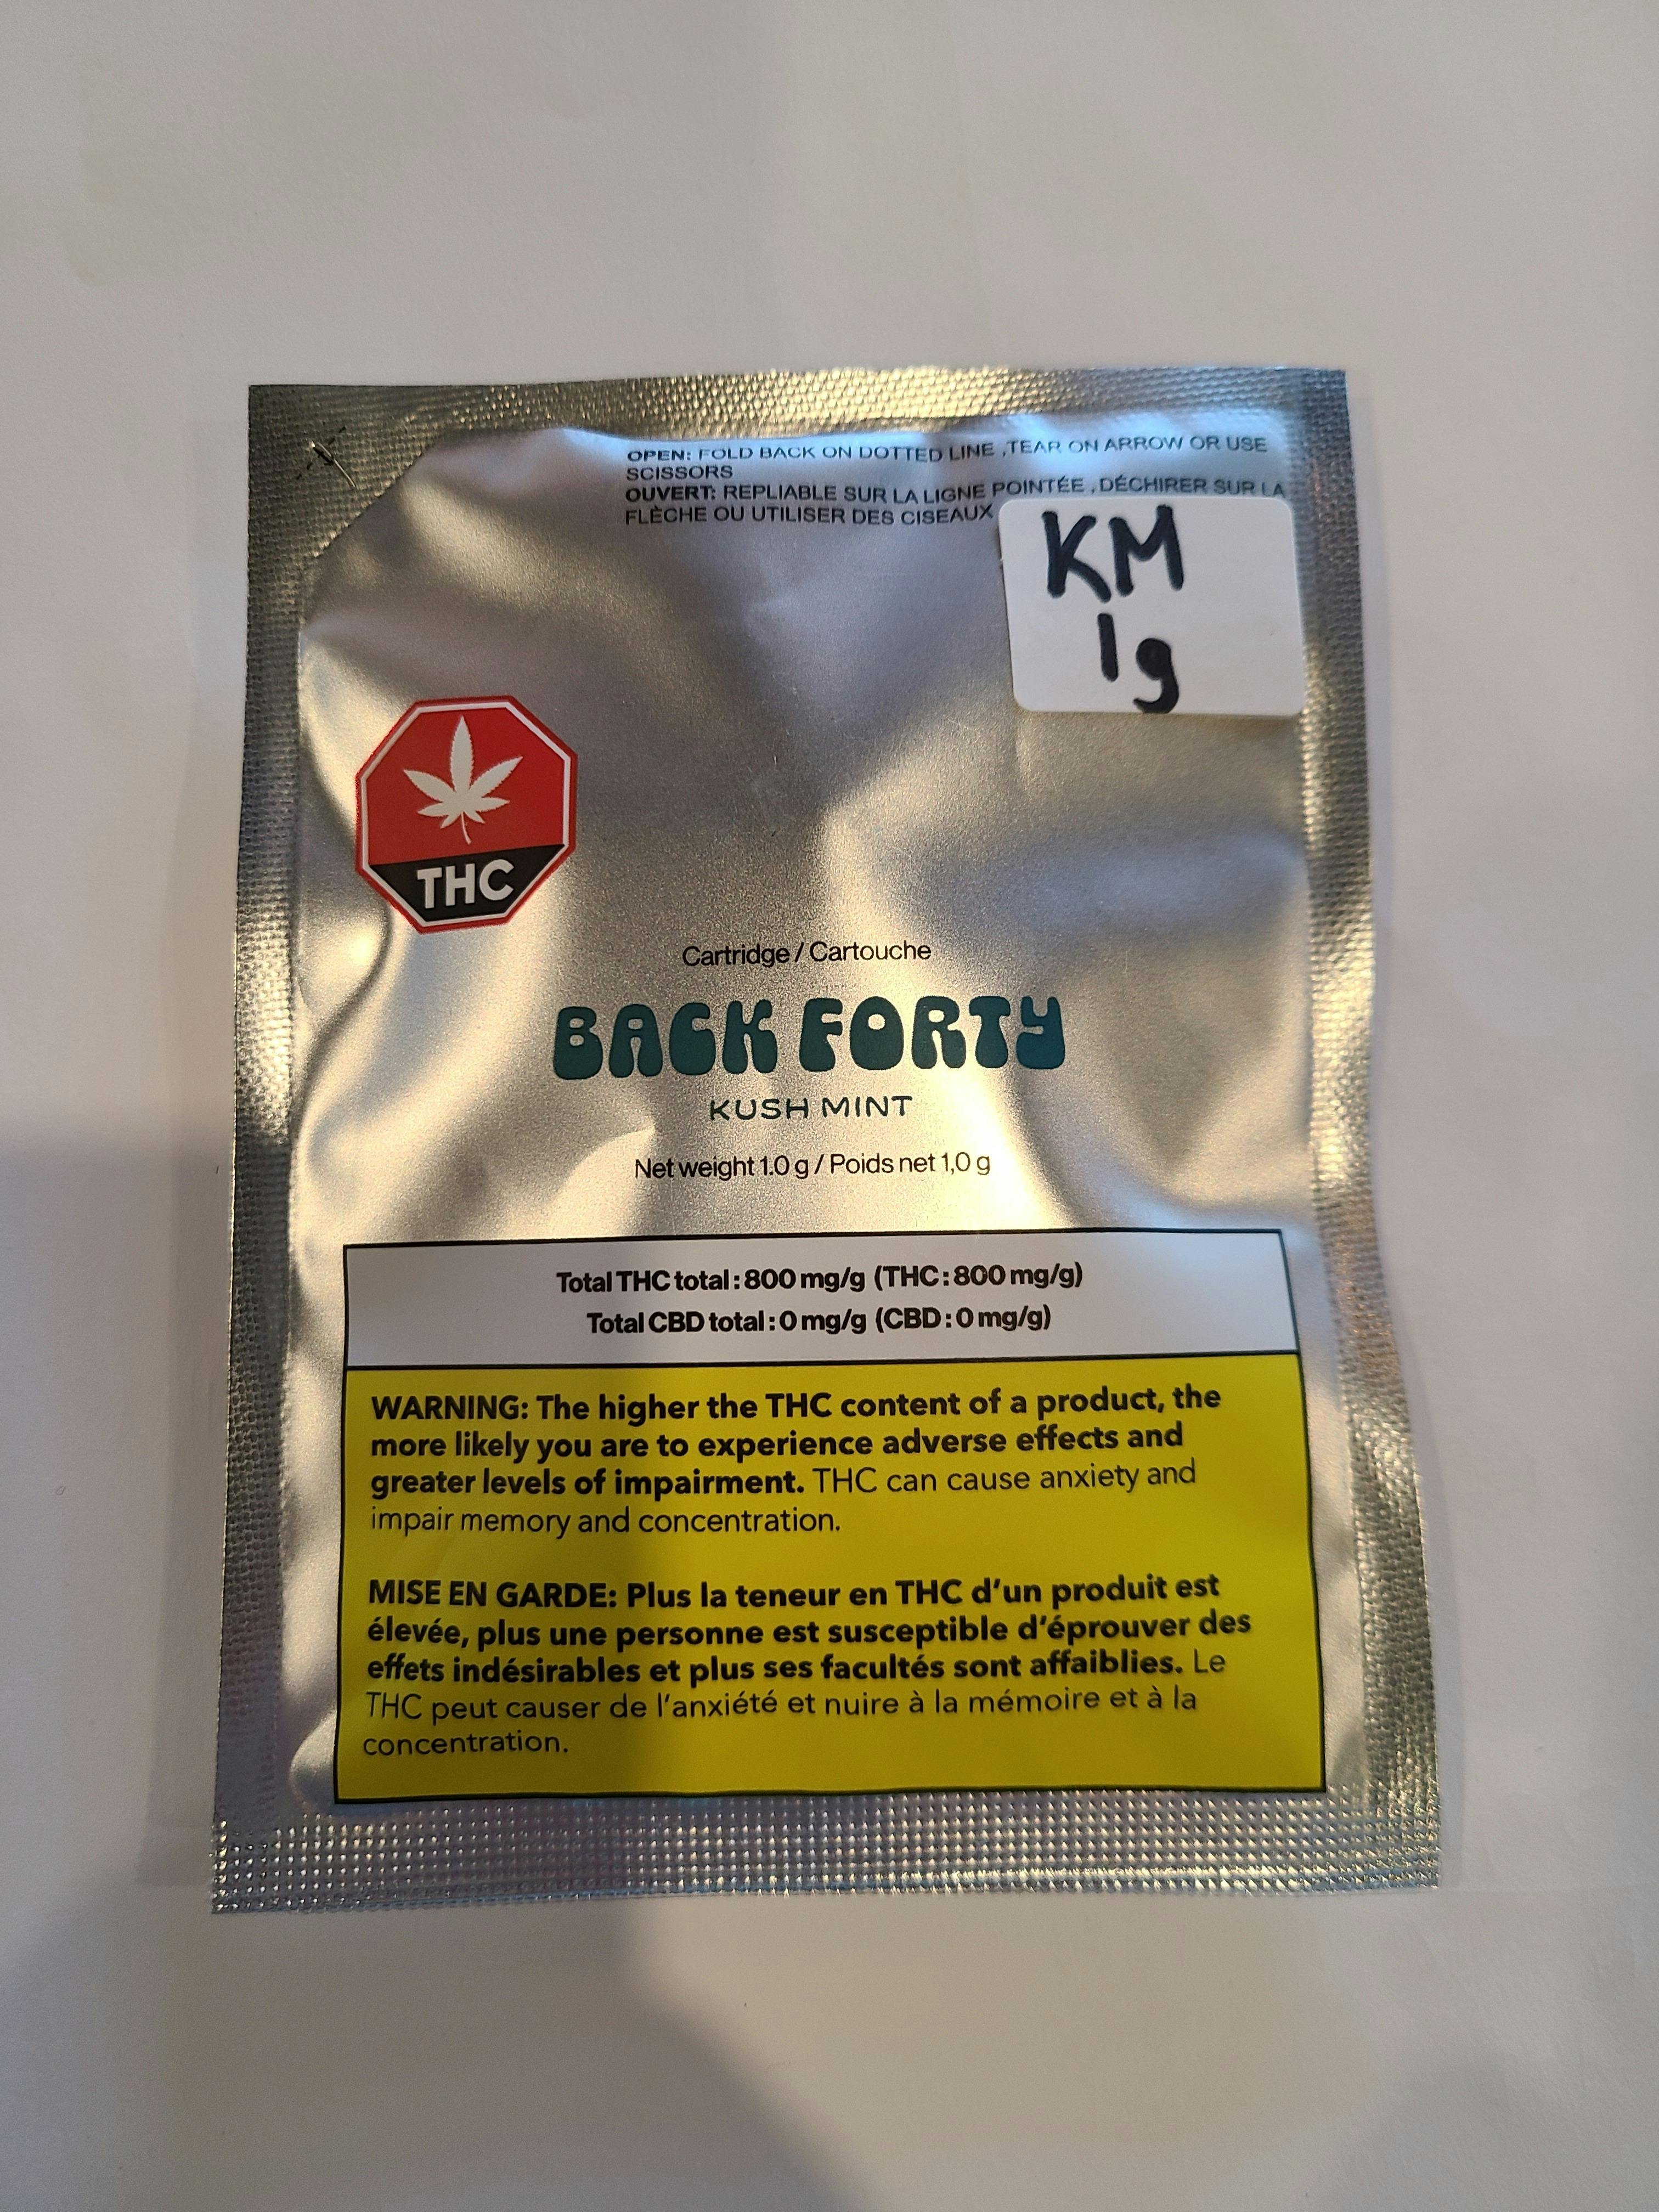 OPEN: FOLD BACK ON DOTTED LINE ,TEAR ON ARROW OR USE
SCISSORS
OUVERT: REPLIABLE SUR LA LIGNE POINTÉE , DÉCHIRER SUR LA
FLÈCHE OU UTILISER DES CISEAUX
KM
1g
THC
Cartridge / Cartouche
BACK FORTY
KUSH MINT
Net weight 1.0 g / Poids net 1,0 g
Total THC total : 800 mg/g (THC : 800 mg/g)
Total CBD total : 0 mg/g (CBD : 0 mg/g)
WARNING: The higher the THC content of a product, the
more likely you are to experience adverse effects and
greater levels of impairment. THC can cause anxiety and
impair memory and concentration.
MISE EN GARDE: Plus la teneur en THC d'un produit est
élevée, plus une personne est susceptible d'éprouver des
effets indésirables et plus ses facultés sont affaiblies. Le
THC peut causer de l'anxiété et nuire à la mémoire et à la
concentration.